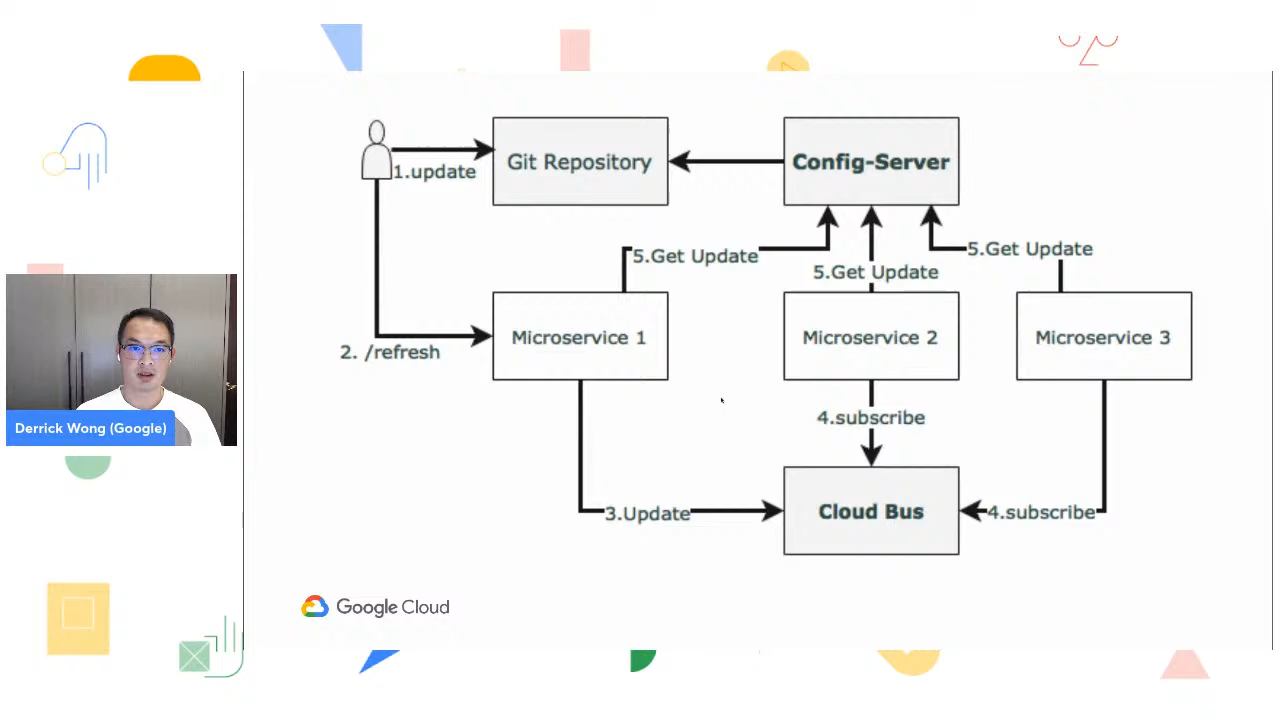 1.update
Git Repository
Config-Server
5.Get Update
5.Get Update
5.Get Update
2. /refresh
Microservice 1
Microservice 2
Microservice 3
4.subscribe
3.Update
Cloud Bus
4.subscribe
Derrick Wong (Google)
Google Cloud